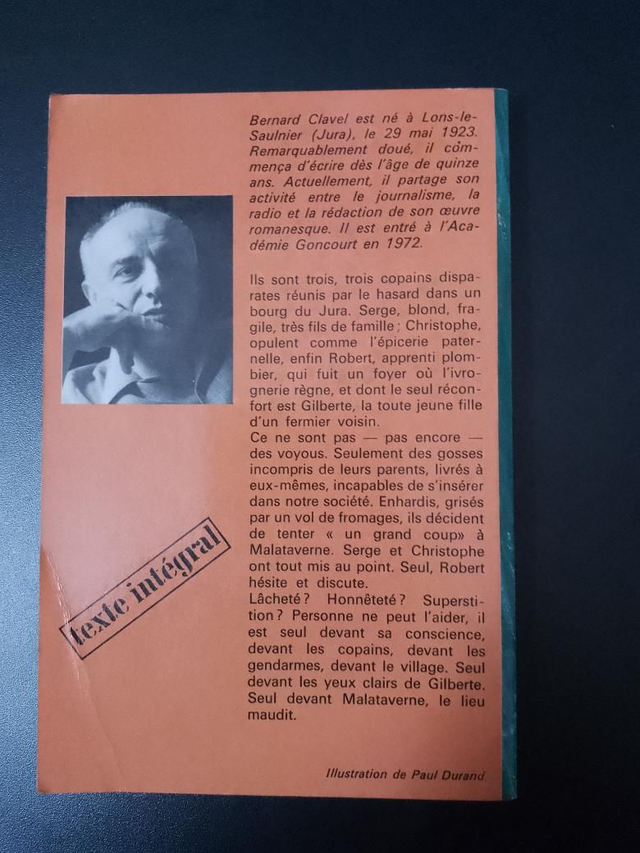 Bernard Clavel est né à Lons-le-
Saulnier (Jura), le 29 mai 1923.
Remarquablement doué, il com-
mença d'écrire dès l'âge de quinze
ans. Actuellement, il partage son
activité entre le journalisme, la
radio et la rédaction de son œuvre
romanesque. Il est entré à l'Aca-
démie Goncourt en 1972.
Ils sont trois, trois copains dispa-
rates réunis par le hasard dans un
bourg du Jura. Serge, blond, fra-
gile, très fils de famille ; Christophe,
opulent comme l'épicerie pater-
nelle, enfin Robert, apprenti plom-
bier, qui fuit un foyer où l'ivro-
gnerie règne, et dont le seul récon-
fort est Gilberte, la toute jeune fille
d'un fermier voisin.
Ce ne sont pas — pas encore —
des voyous. Seulement des gosses
incompris de leurs parents, livrés à
eux-mêmes, incapables de s'insérer
dans notre société. Enhardis, grisés
par un vol de fromages, ils décident
de tenter « un grand coup» à
Malataverne. Serge et Christophe
ont tout mis au point. Seul, Robert
hésite et discute.
Lâcheté ? Honnêteté ? Supersti-
tion ? Personne ne peut l'aider, il
est seul devant sa conscience,
devant les copains, devant les
gendarmes, devant le village. Seul
devant les yeux clairs de Gilberte.
Seul devant Malataverne, le lieu
maudit.
texte intégral
Illustration de Paul Durand